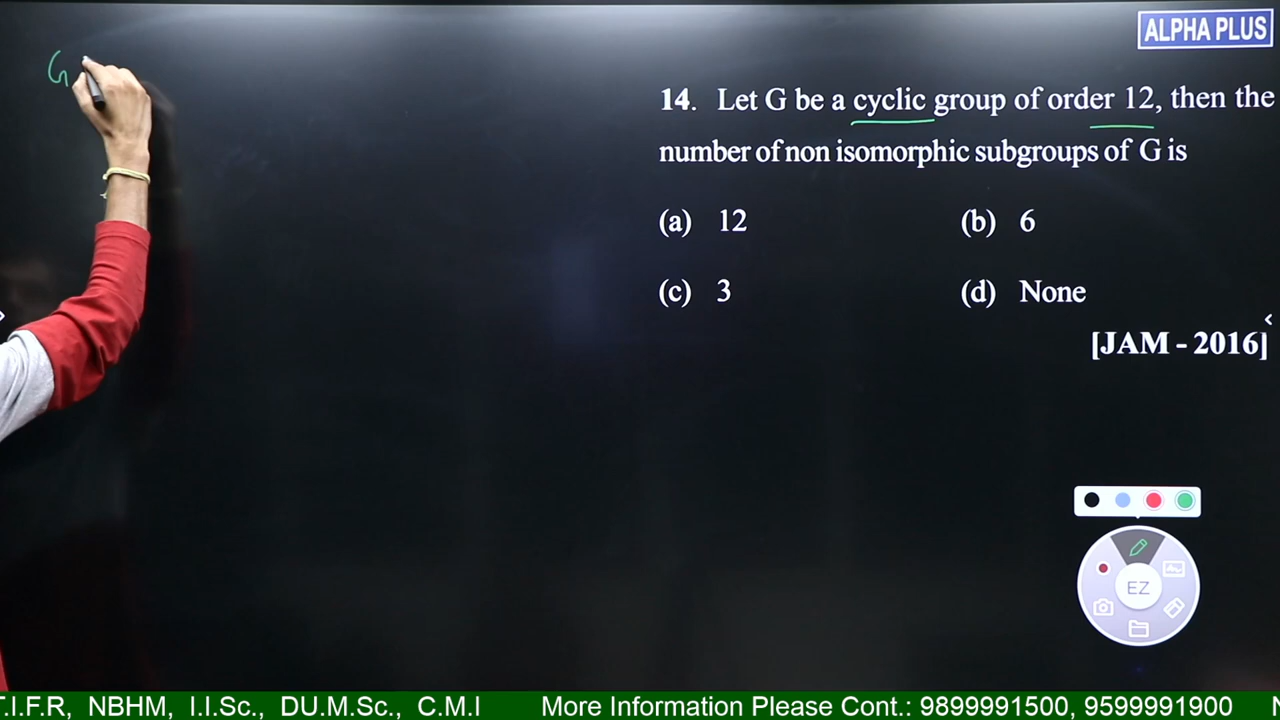 ALPHA PLUS
G
14. Let G be a cyclic group of order 12, then the
number of non isomorphic subgroups of G is
(a) 12 (b) 6
(c) 3 (d) None
[JAM - 2016]
EZ
T.I.F.R, NBHM, I.I.Sc., DU.M.Sc., C.M.I More Information Please Cont.: 9899991500, 9599991900